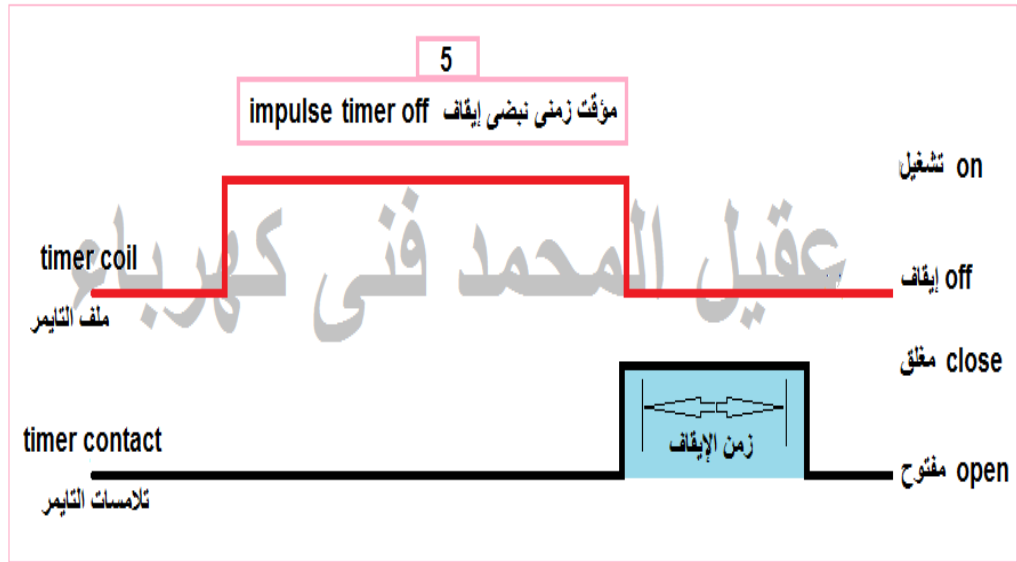 5
مؤقت زمنى نبضى إيقاف impulse timer off
تشغيل on
عقيل المحمد فنى كهرباء
timer coil
ملف التايمر
إيقاف off
مغلق close
timer contact
تلامسات التايمر
زمن الإيقاف
مفتوح open